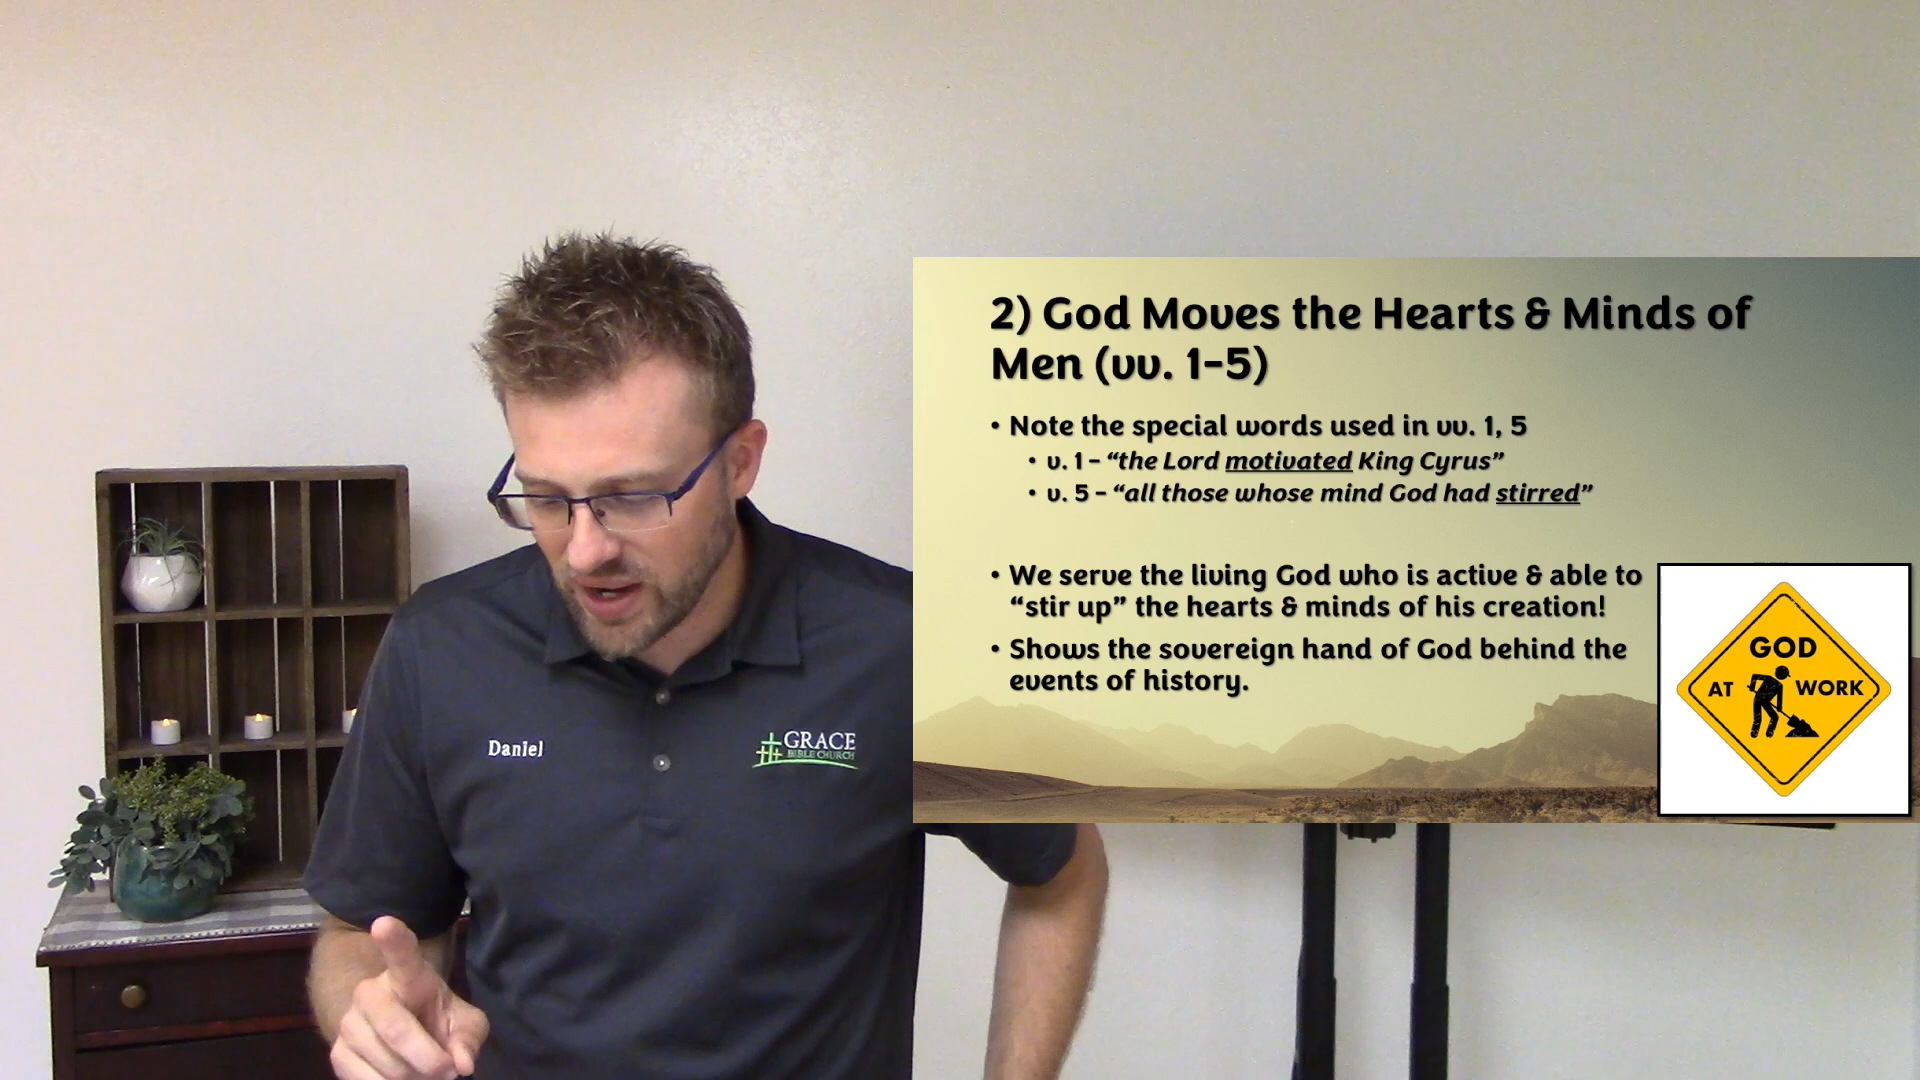 2) God Moves the Hearts & Minds of
Men (vv. 1-5)
• Note the special words used in vv. 1, 5
• v. 1 – “the Lord motivated King Cyrus”
• v. 5 – “all those whose mind God had stirred”
• We serve the living God who is active & able to
“stir up” the hearts & minds of his creation!
• Shows the sovereign hand of God behind the
events of history.
GOD
AT WORK
Daniel
GRACE
BIBLE CHURCH